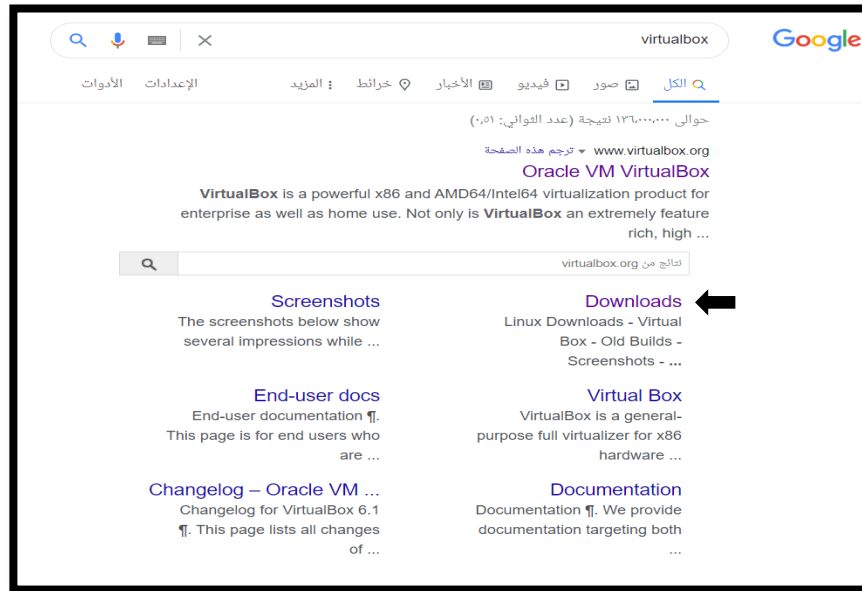 Google
virtualbox
الكل صور فيديو الأخبار خرائط المزيد الإعدادات الأدوات
حوالى ١٣٦،٠٠٠،٠٠٠ نتيجة (عدد الثواني: ٠٫٥١)
www.virtualbox.org ترجم هذه الصفحة
Oracle VM VirtualBox
VirtualBox is a powerful x86 and AMD64/Intel64 virtualization product for
enterprise as well as home use. Not only is VirtualBox an extremely feature
rich, high ...
نتائج من virtualbox.org
Downloads
Linux Downloads - Virtual
Box - Old Builds -
Screenshots - ...
Screenshots
The screenshots below show
several impressions while ...
Virtual Box
VirtualBox is a general-
purpose full virtualizer for x86
hardware ...
End-user docs
End-user documentation ¶.
This page is for end users who
are ...
Documentation
Documentation ¶. We provide
documentation targeting both
...
Changelog – Oracle VM ...
Changelog for VirtualBox 6.1
¶. This page lists all changes
of ...